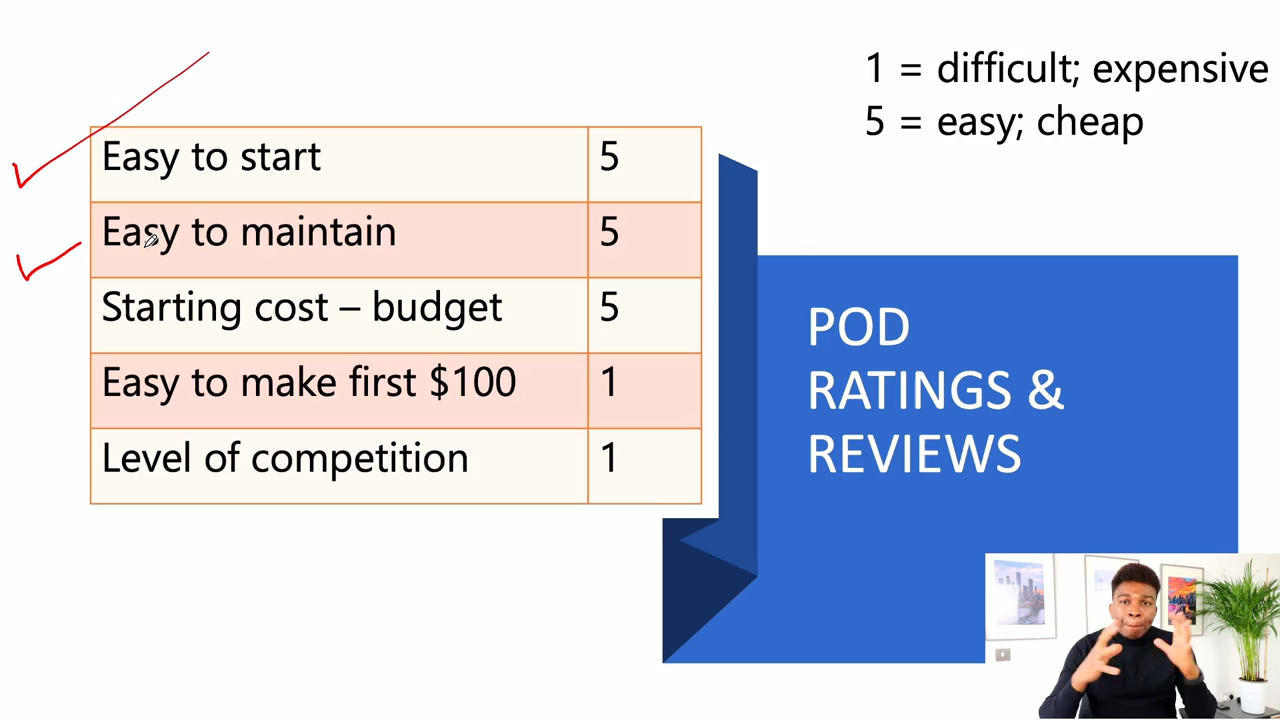 1 = difficult; expensive
5 = easy; cheap
Easy to start 5
Easy to maintain 5
Starting cost – budget 5
Easy to make first $100 1
Level of competition 1
POD
RATINGS &
REVIEWS